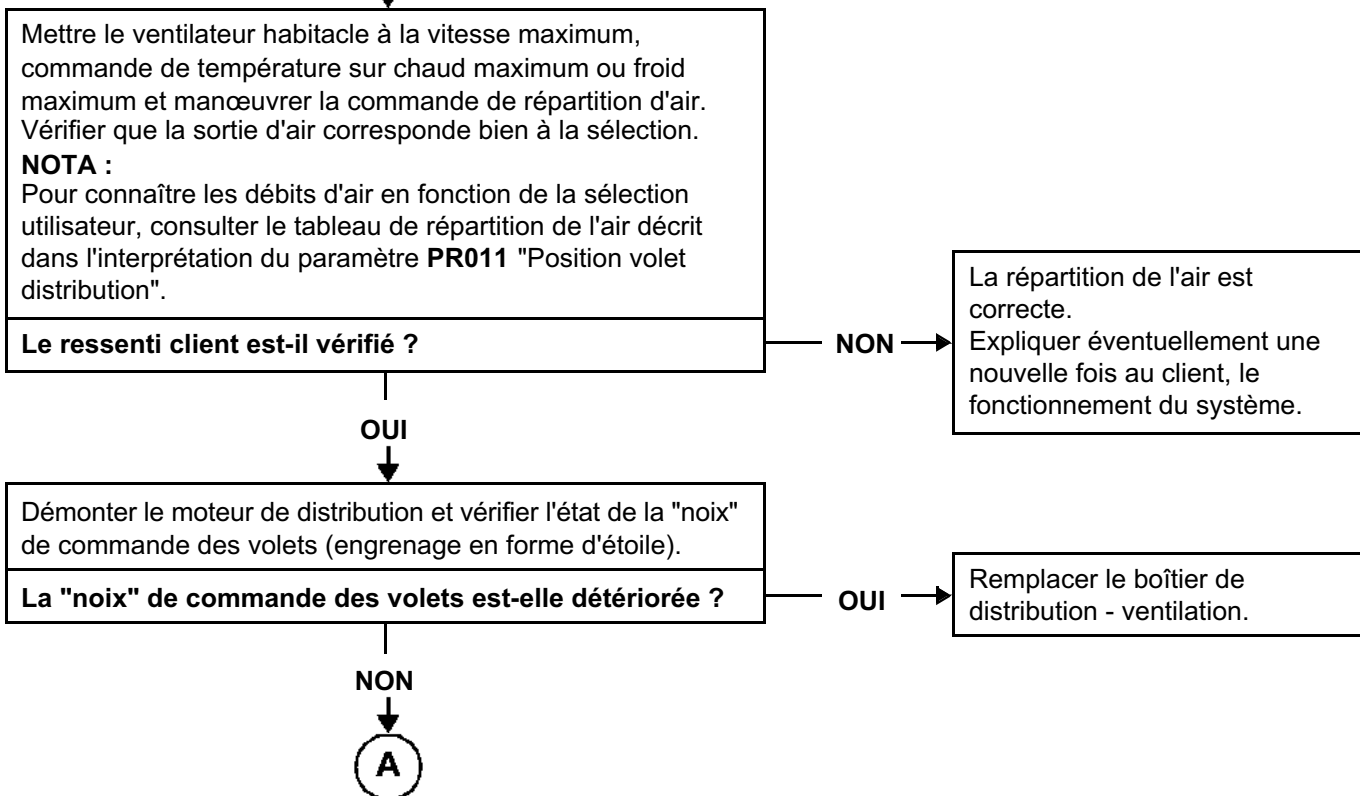 Mettre le ventilateur habitacle à la vitesse maximum,
commande de température sur chaud maximum ou froid
maximum et manœuvrer la commande de répartition d'air.
Vérifier que la sortie d'air corresponde bien à la sélection.
NOTA :
Pour connaître les débits d'air en fonction de la sélection
utilisateur, consulter le tableau de répartition de l'air décrit
dans l'interprétation du paramètre PR011 "Position volet
distribution".
Le ressenti client est-il vérifié ?
NON
La répartition de l'air est
correcte.
Expliquer éventuellement une
nouvelle fois au client, le
fonctionnement du système.
OUI
Démonter le moteur de distribution et vérifier l'état de la "noix"
de commande des volets (engrenage en forme d'étoile).
La "noix" de commande des volets est-elle détériorée ?
OUI
Remplacer le boîtier de
distribution - ventilation.
NON
A